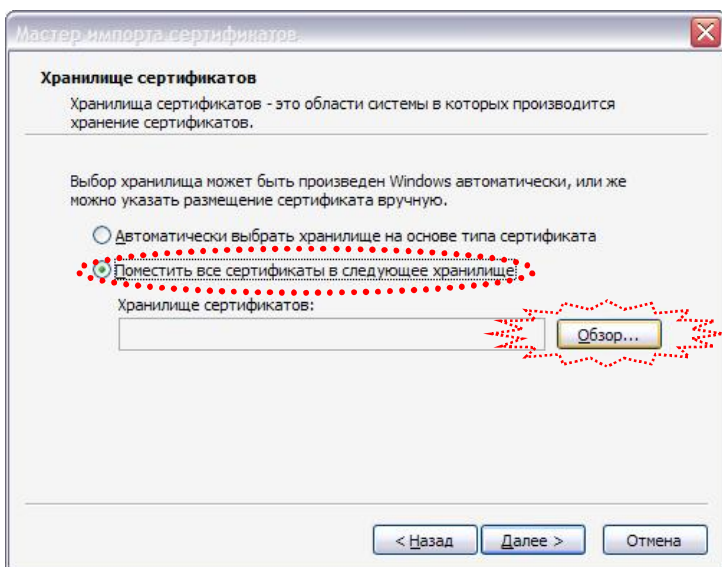 Мастер импорта сертификатов
Хранилище сертификатов
Хранилища сертификатов - это области системы в которых производится
хранение сертификатов.
Выбор хранилища может быть произведен Windows автоматически, или же
можно указать размещение сертификата вручную.
Автоматически выбрать хранилище на основе типа сертификата
Поместить все сертификаты в следующее хранилище
Хранилище сертификатов:
Обзор...
< Назад Далее > Отмена